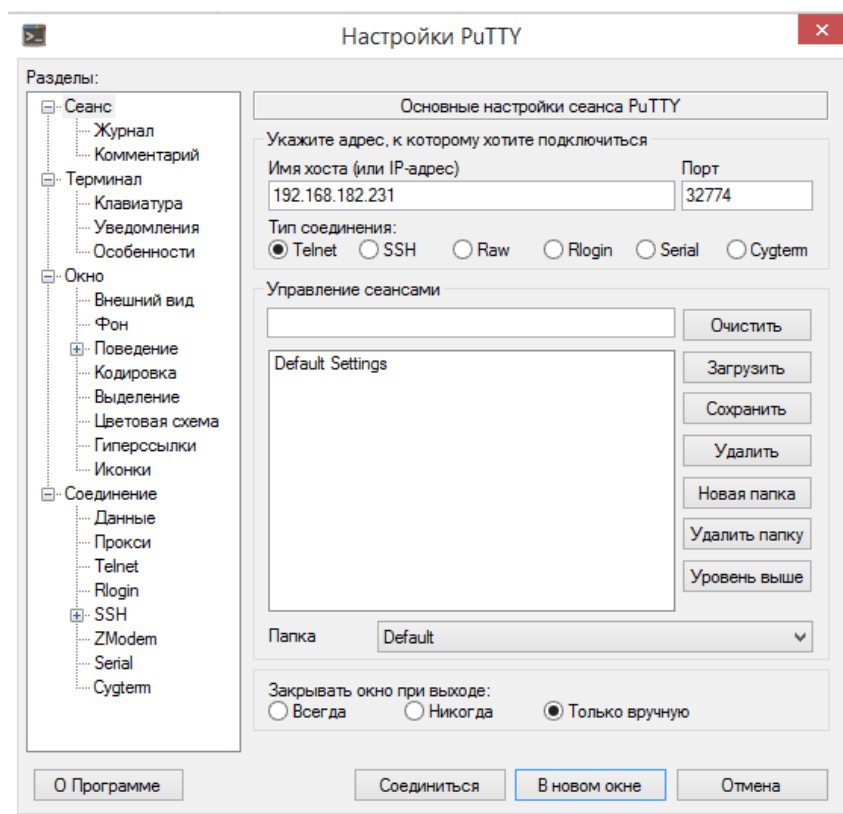 Настройки PuTTY
Разделы:
Сеанс
Журнал
Комментарий
Терминал
Клавиатура
Уведомления
Особенности
Окно
Внешний вид
Фон
Поведение
Кодировка
Выделение
Цветовая схема
Гиперссылки
Иконки
Соединение
Данные
Прокси
Telnet
Rlogin
SSH
ZModem
Serial
Cygterm
Основные настройки сеанса PuTTY
Укажите адрес, к которому хотите подключиться
Имя хоста (или IP-адрес) Порт
192.168.182.231 32774
Тип соединения:
Telnet SSH Raw Rlogin Serial Cygterm
Управление сеансами
Очистить
Default Settings
Загрузить
Сохранить
Удалить
Новая папка
Удалить папку
Уровень выше
Папка Default
Закрывать окно при выходе:
Всегда Никогда Только вручную
О Программе Соединиться В новом окне Отмена